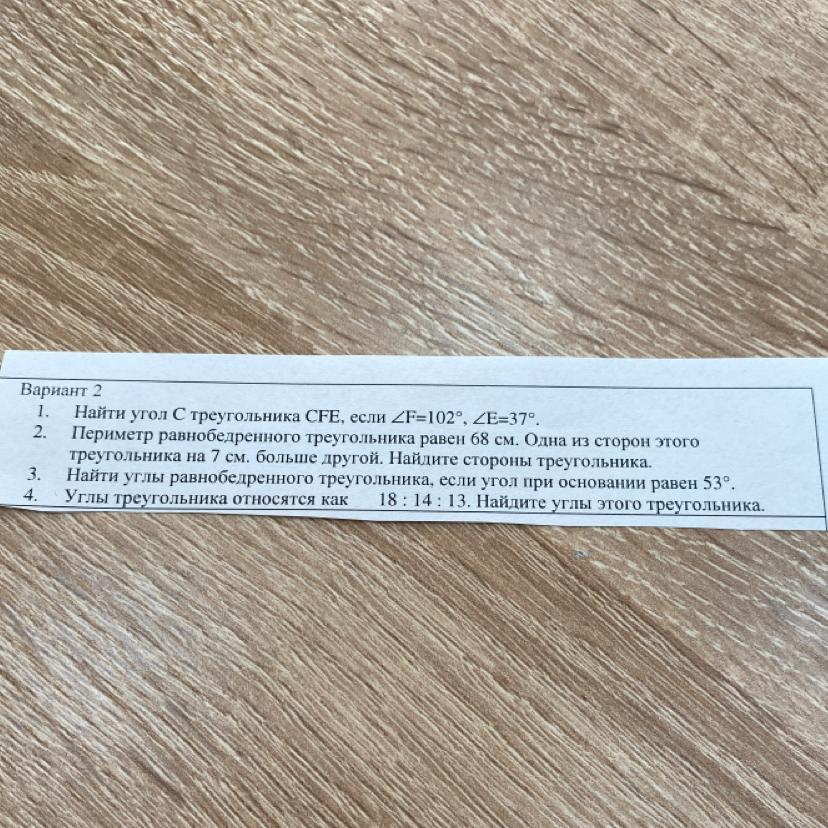 Вариант 2
1. Найти угол С треугольника CFE, если ∠F=102°, ∠E=37°.
2. Периметр равнобедренного треугольника равен 68 см. Одна из сторон этого
треугольника на 7 см. больше другой. Найдите стороны треугольника.
3. Найти углы равнобедренного треугольника, если угол при основании равен 53°.
4. Углы треугольника относятся как 18 : 14 : 13. Найдите углы этого треугольника.